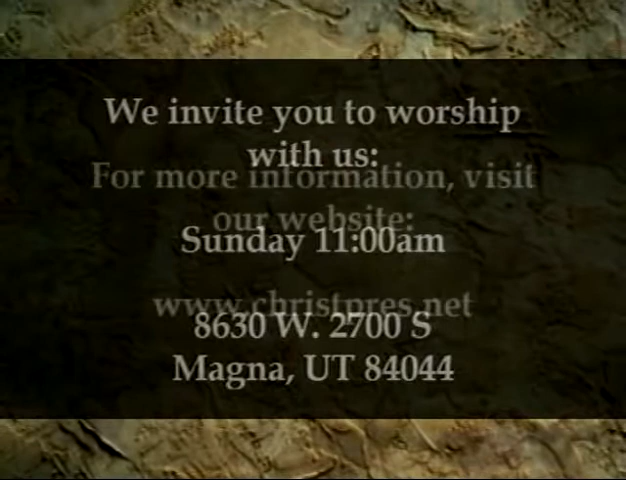 We invite you to worship
with us:
For more information, visit
our website:
Sunday 11:00am
www.christpres.net
8630 W. 2700 S
Magna, UT 84044